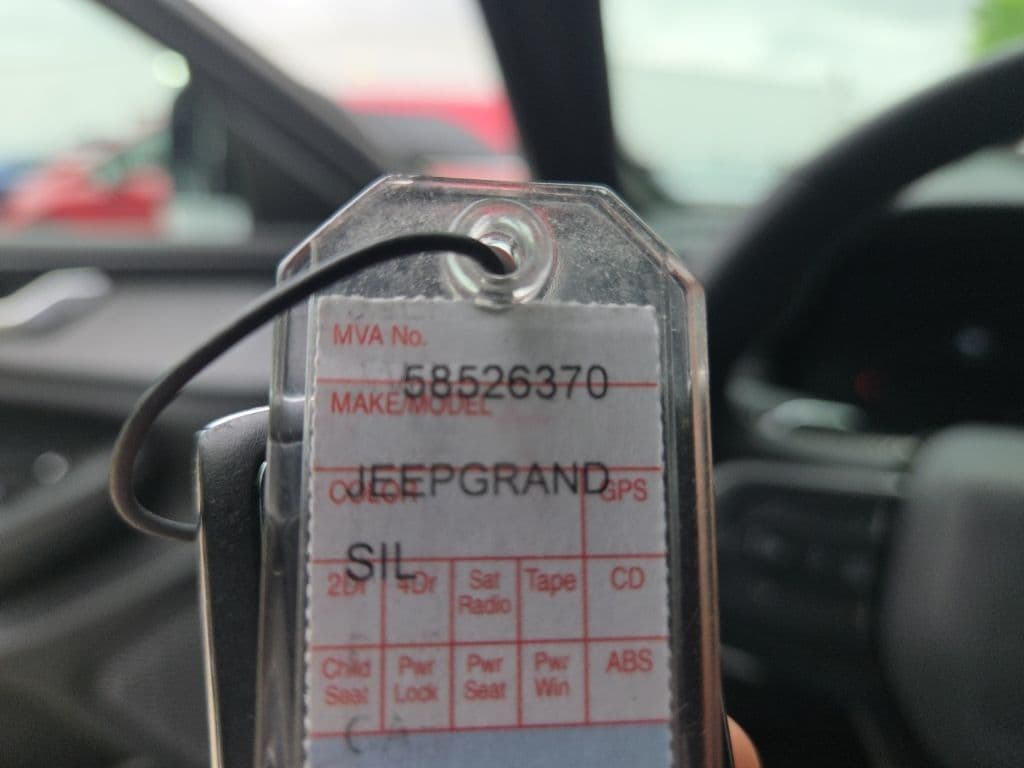 MVA No.
58526370
MAKE/MODEL
JEEPGRAND
COLOR GPS
SIL
2Dr 4Dr Sat Radio Tape CD
Child Seat Pwr Lock Pwr Seat Pwr Win ABS
CA